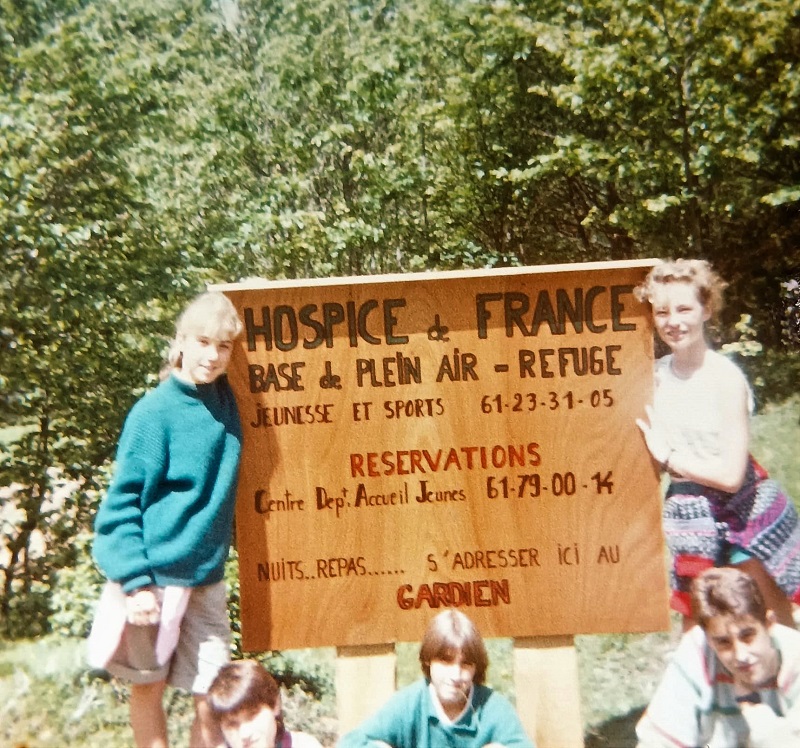 HOSPICE de FRANCE
BASE de PLEIN AIR - REFUGE
JEUNESSE ET SPORTS 61-23-31-05
RESERVATIONS
Centre Dept. Accueil Jeunes 61-79-00-14
NUITS..REPAS...... S'ADRESSER ICI AU
GARDIEN